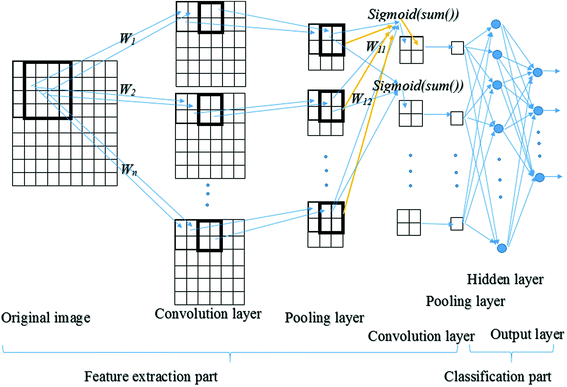 Sigmoid(sum())
W1
W11
Sigmoid(sum())
W2
W12
Wn
Hidden layer
Pooling layer
Original image
Convolution layer
Pooling layer
Convolution layer
Output layer
Feature extraction part
Classification part